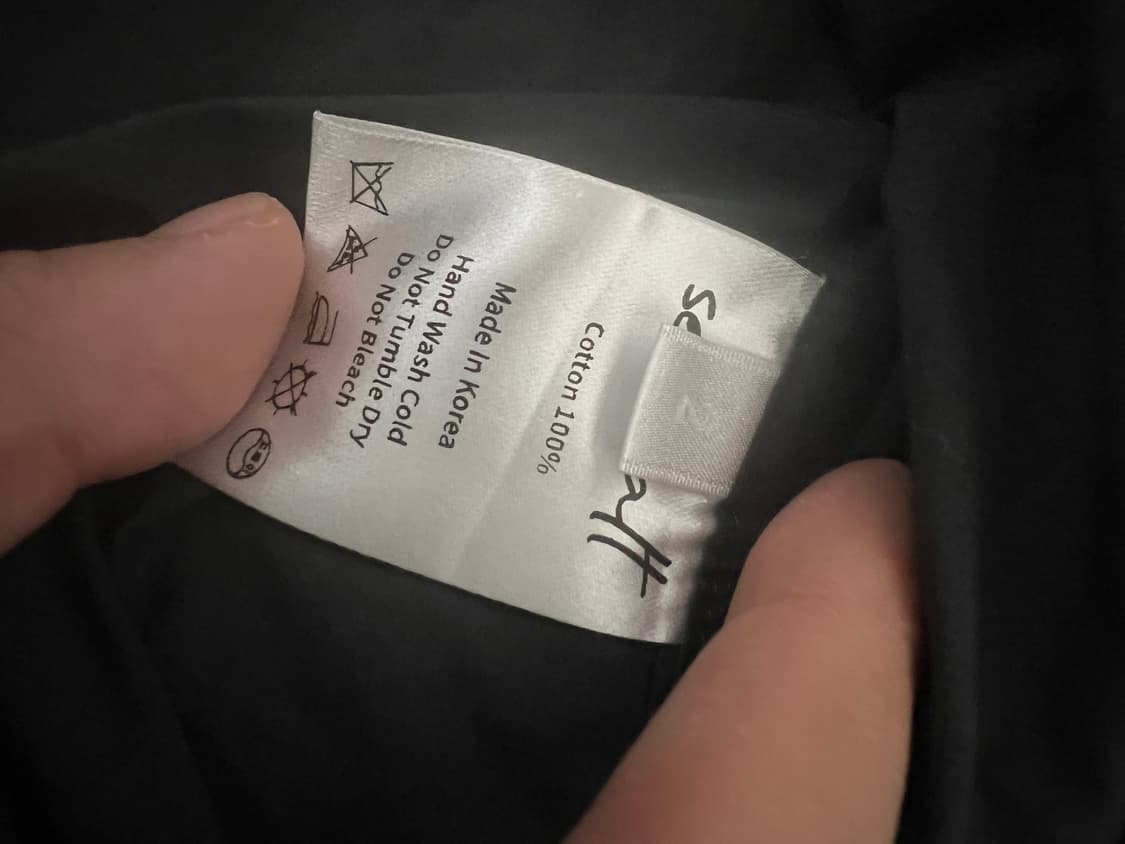 Cotton 100%
Made In Korea
Hand Wash Cold
Do Not Tumble Dry
Do Not Bleach